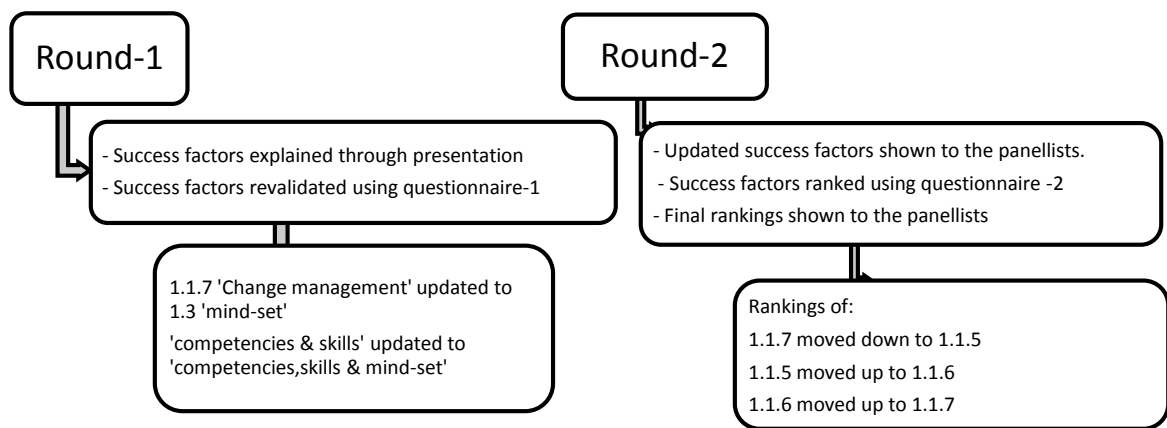 Round-1
- Success factors explained through presentation
- Success factors revalidated using questionnaire-1
1.1.7 'Change management' updated to
1.3 'mind-set'
'competencies & skills' updated to
'competencies,skills & mind-set'
Round-2
- Updated success factors shown to the panellists.
- Success factors ranked using questionnaire -2
- Final rankings shown to the panellists
Rankings of:
1.1.7 moved down to 1.1.5
1.1.5 moved up to 1.1.6
1.1.6 moved up to 1.1.7